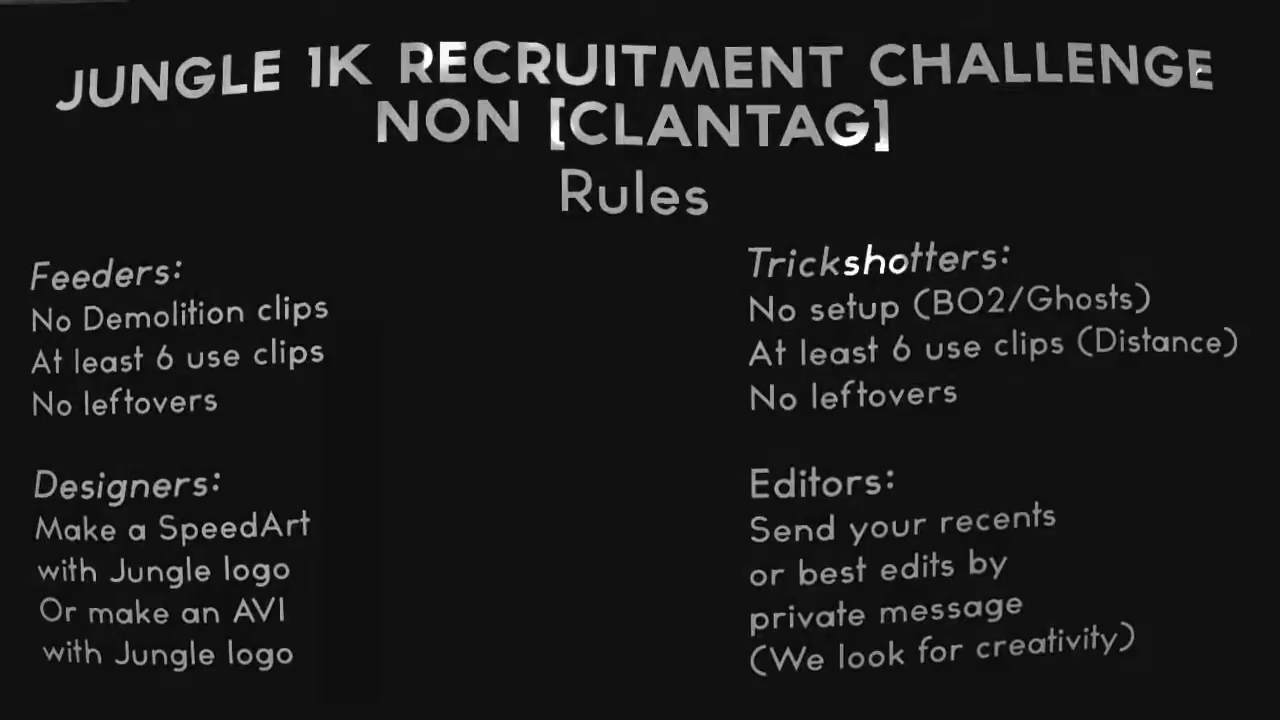 JUNGLE 1K RECRUITMENT CHALLENGE
NON [CLANTAG]
Rules
Feeders:
No Demolition clips
At least 6 use clips
No leftovers
Trickshotters:
No setup (BO2/Ghosts)
At least 6 use clips (Distance)
No leftovers
Designers:
Make a SpeedArt
with Jungle logo
Or make an AVI
with Jungle logo
Editors:
Send your recents
or best edits by
private message
(We look for creativity)